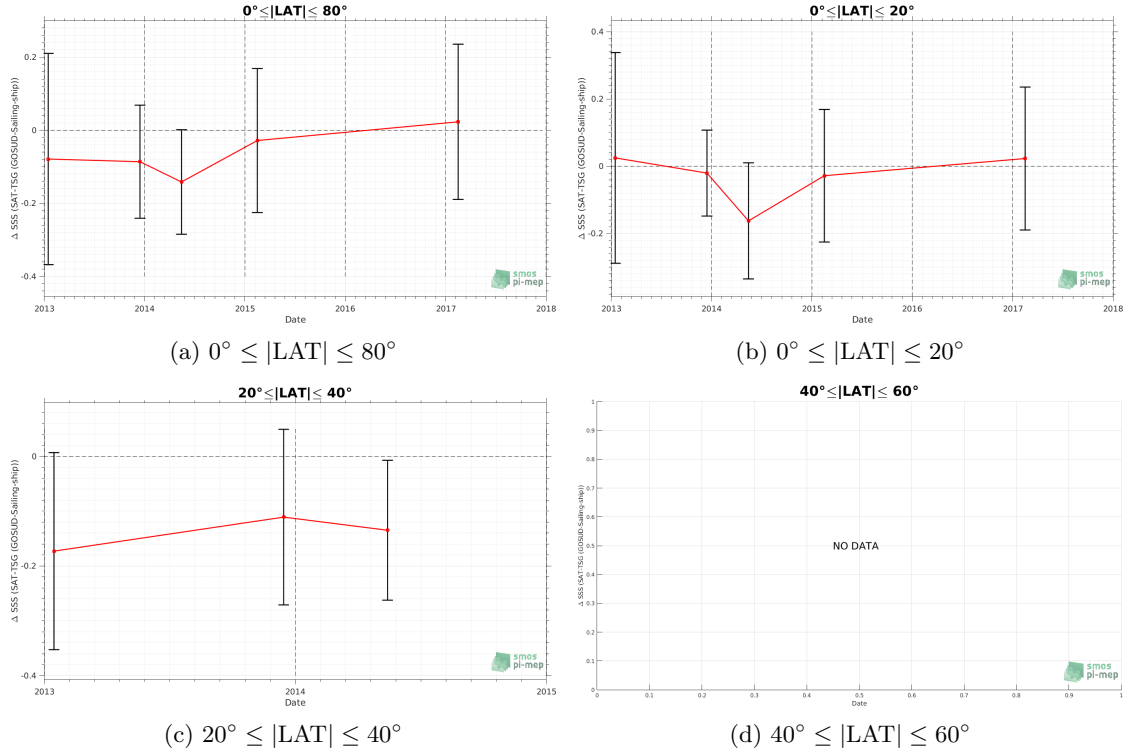 0°≤|LAT|≤ 80°
Δ SSS (SAT-TSG (GOSUD-Sailing-ship))
0.2
0
-0.2
-0.4
2013 2014 2015 2016 2017 2018
Date
smos
pi-mep
(a) 0° ≤ |LAT| ≤ 80°
0°≤|LAT|≤ 20°
Δ SSS (SAT-TSG (GOSUD-Sailing-ship))
0.4
0.2
0
-0.2
2013 2014 2015 2016 2017 2018
Date
smos
pi-mep
(b) 0° ≤ |LAT| ≤ 20°
20°≤|LAT|≤ 40°
Δ SSS (SAT-TSG (GOSUD-Sailing-ship))
0
-0.2
-0.4
2013 2014 2015
Date
smos
pi-mep
(c) 20° ≤ |LAT| ≤ 40°
40°≤|LAT|≤ 60°
Δ SSS (SAT-TSG (GOSUD-Sailing-ship))
1
0.9
0.8
0.7
0.6
0.5
0.4
0.3
0.2
0.1
0
NO DATA
0 0.1 0.2 0.3 0.4 0.5 0.6 0.7 0.8 0.9 1
Date
smos
pi-mep
(d) 40° ≤ |LAT| ≤ 60°